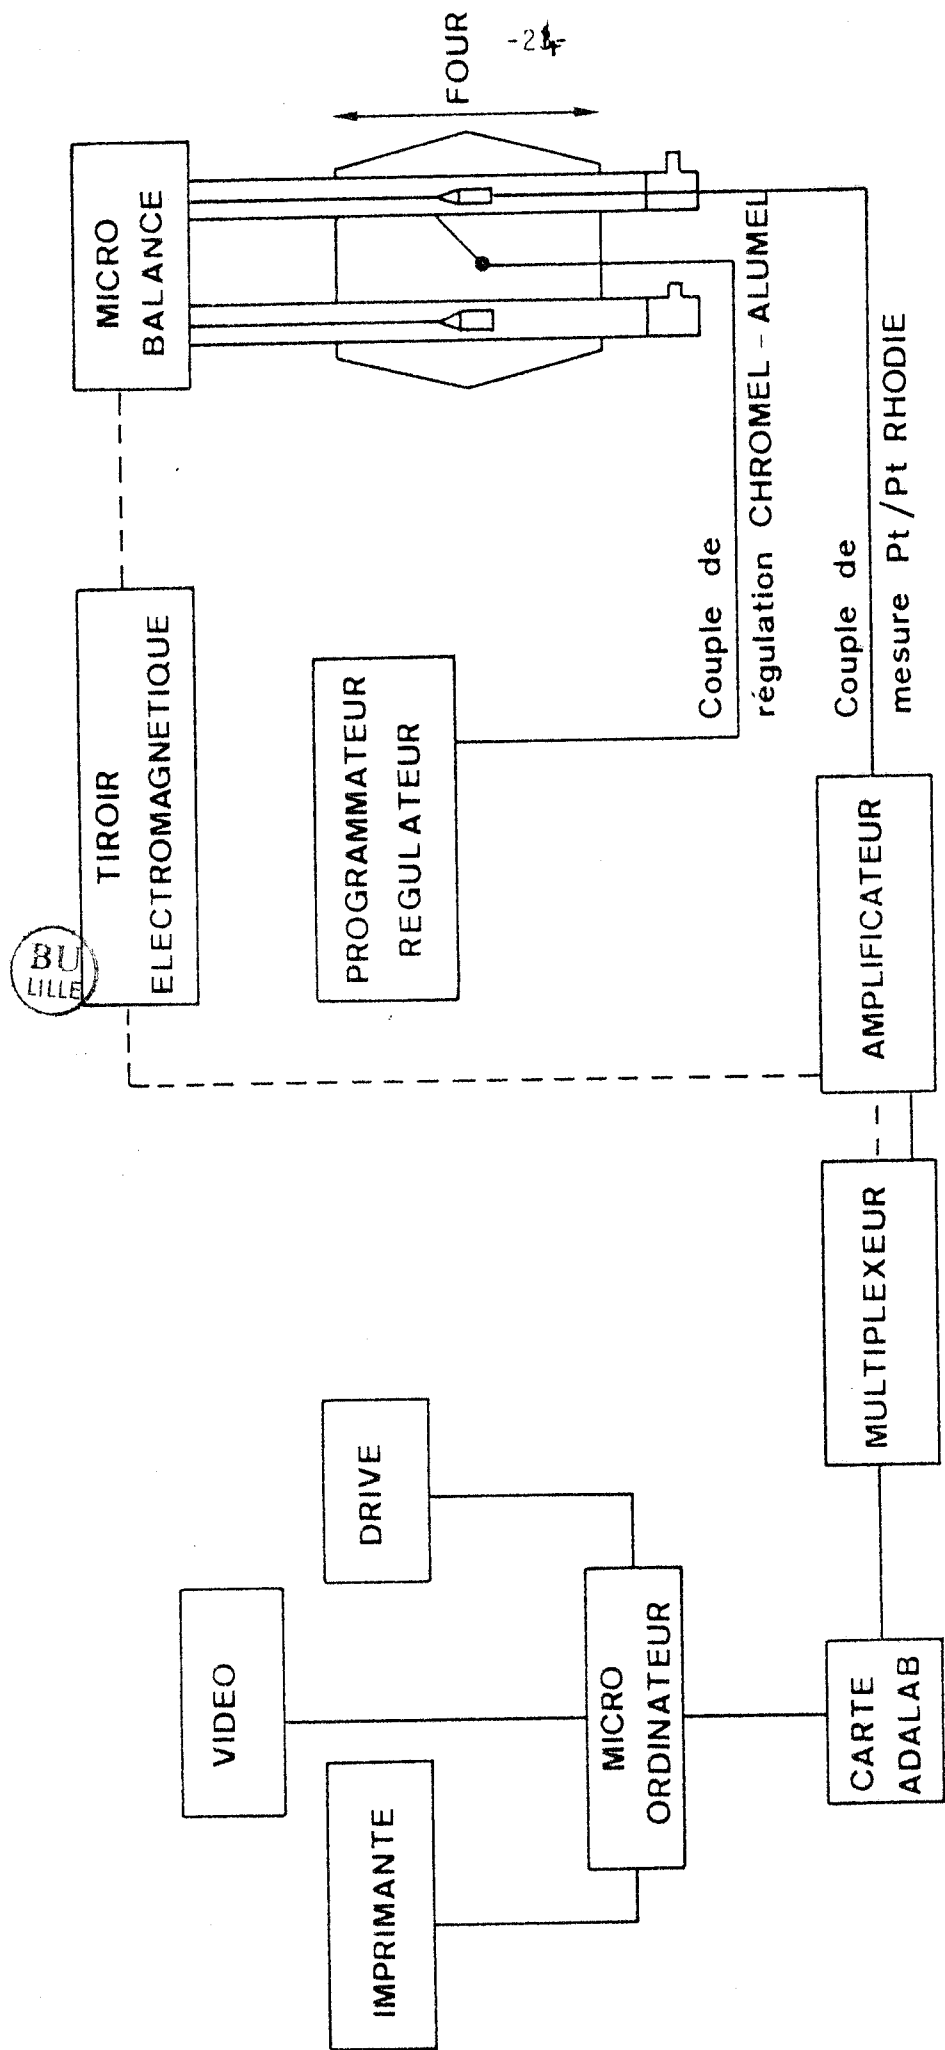 BU
LILLE
TIROIR
ELECTROMAGNETIQUE
MICRO
BALANCE
VIDEO
IMPRIMANTE
DRIVE
PROGRAMMATEUR
REGULATEUR
FOUR
MICRO
ORDINATEUR
Couple de
régulation CHROMEL - ALUMEL
CARTE
ADALAB
MULTIPLEXEUR
AMPLIFICATEUR
Couple de
mesure Pt/Pt RHODIE